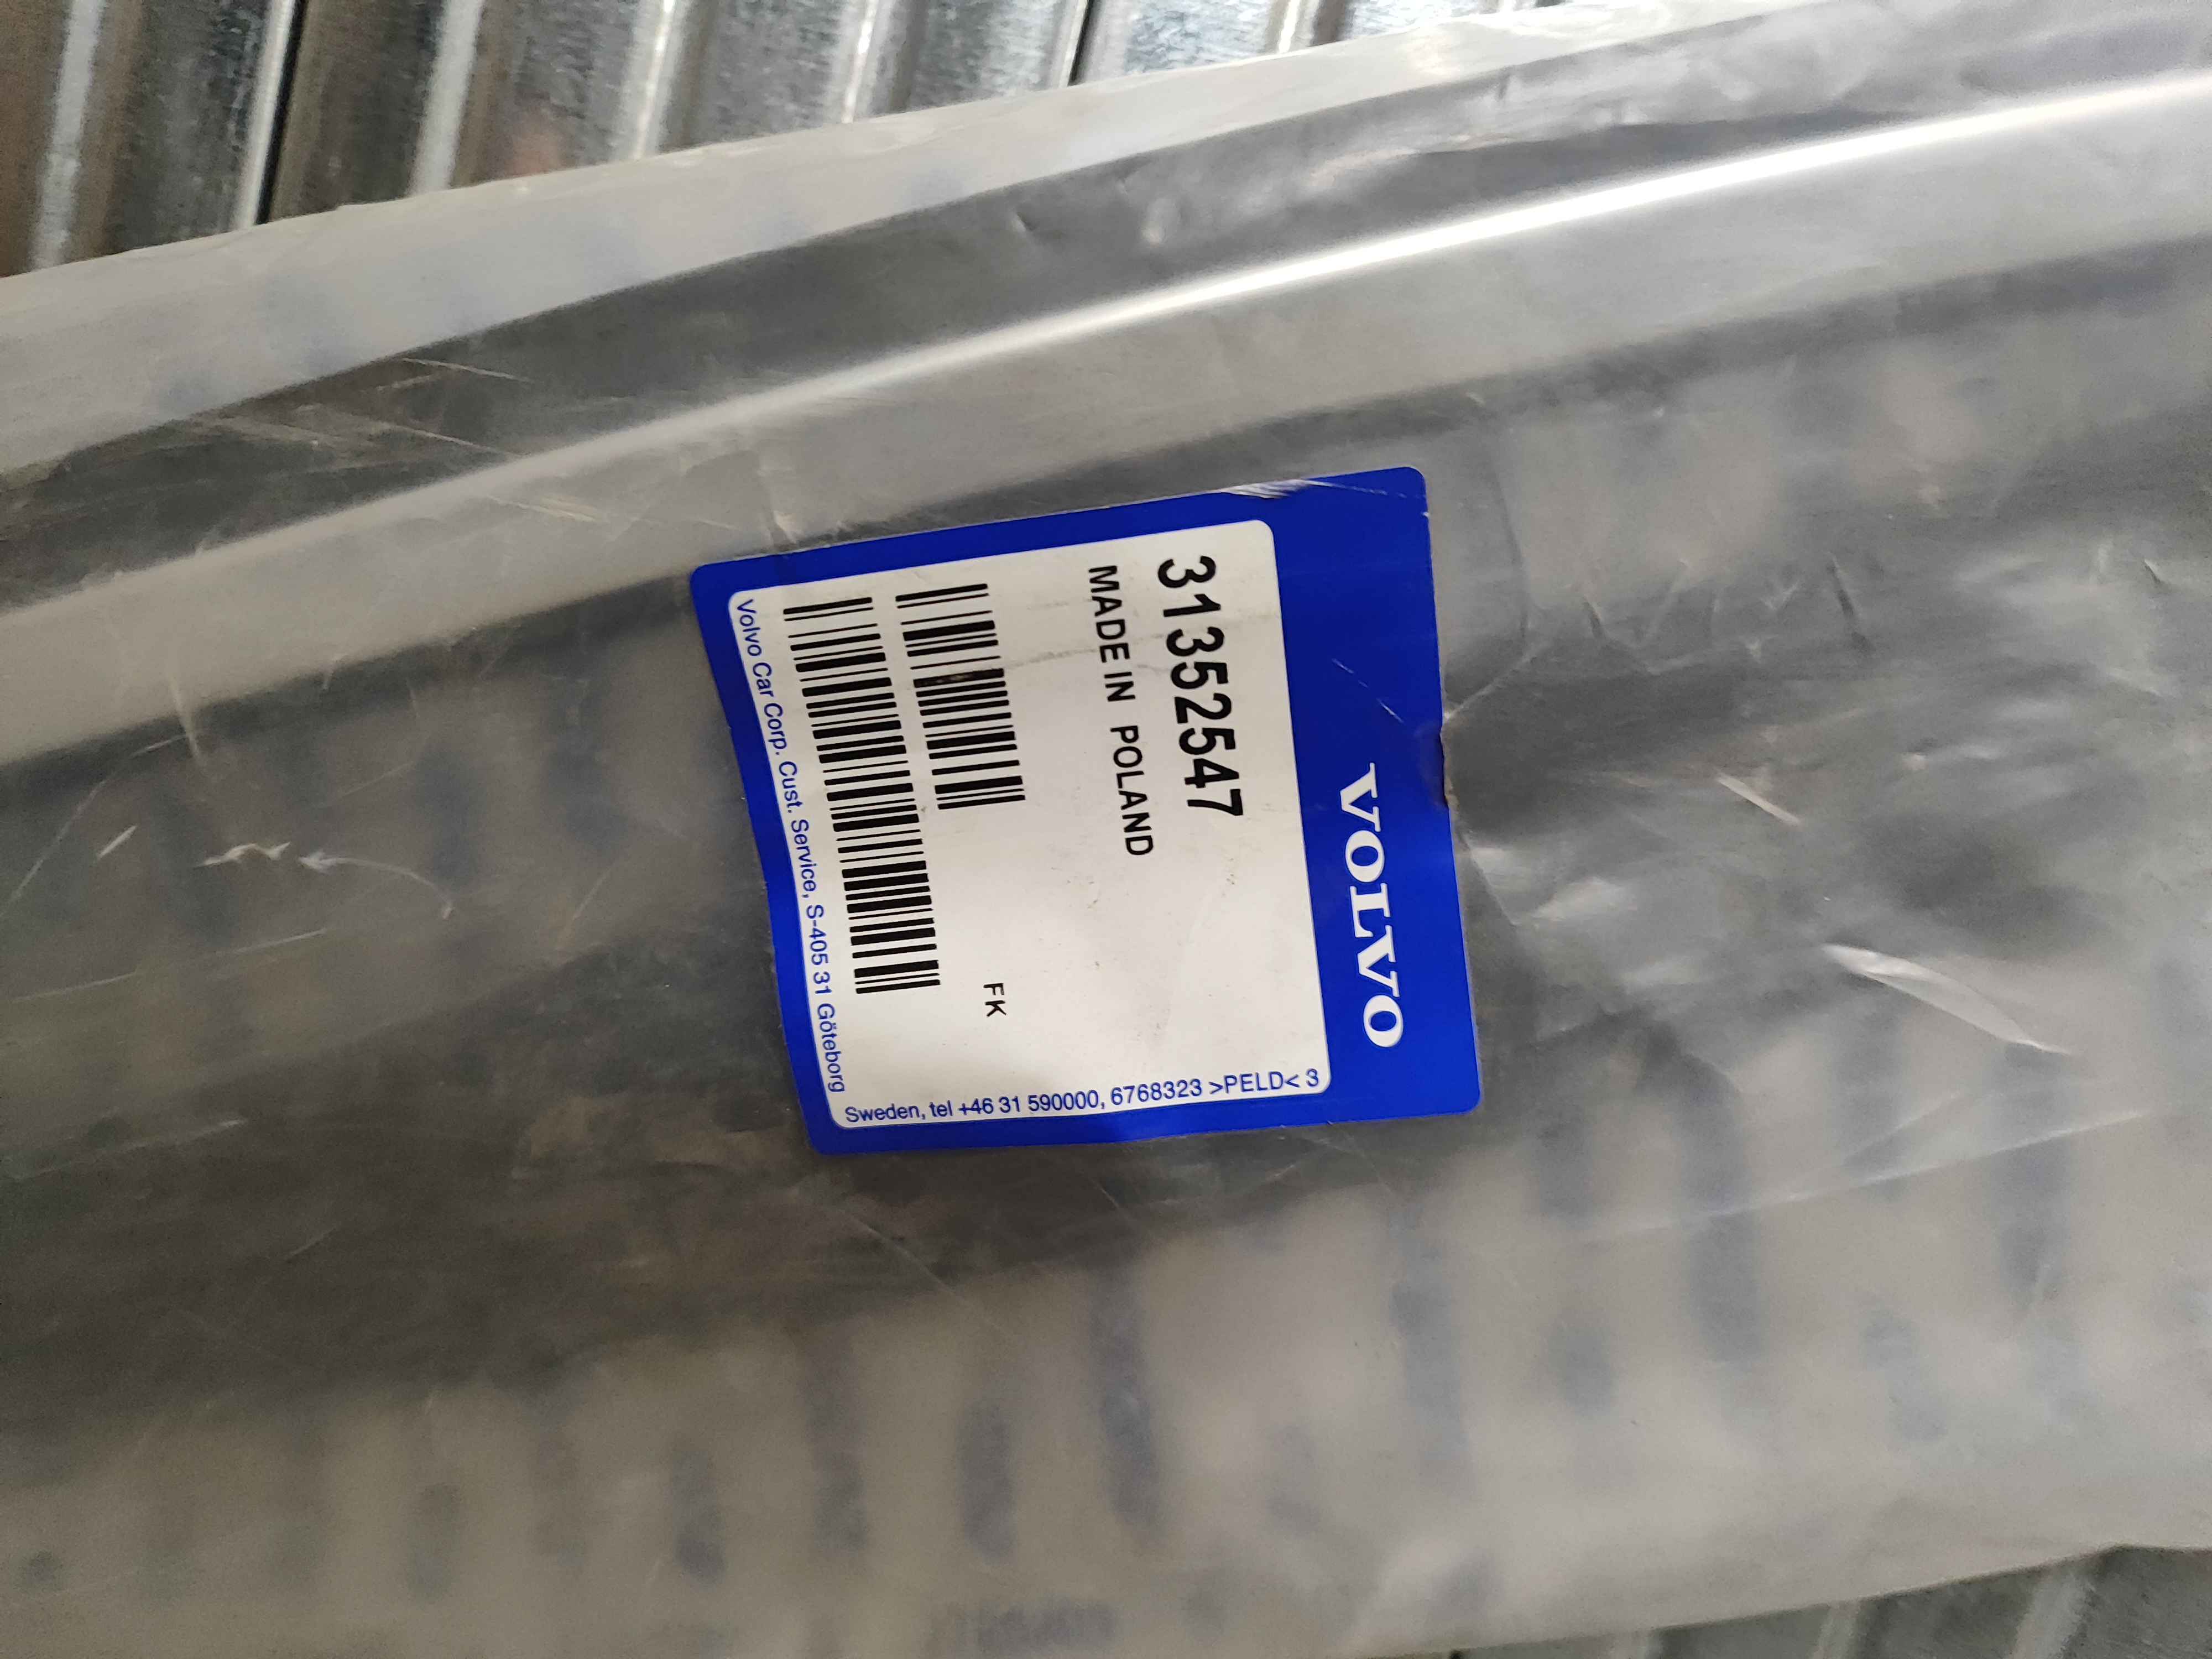 VOLVO
31352547
MADE IN POLAND
FK
Volvo Car Corp. Cust. Service, S-405 31 Göteborg
Sweden, tel +46 31 590000, 6768323 >PELD< 3